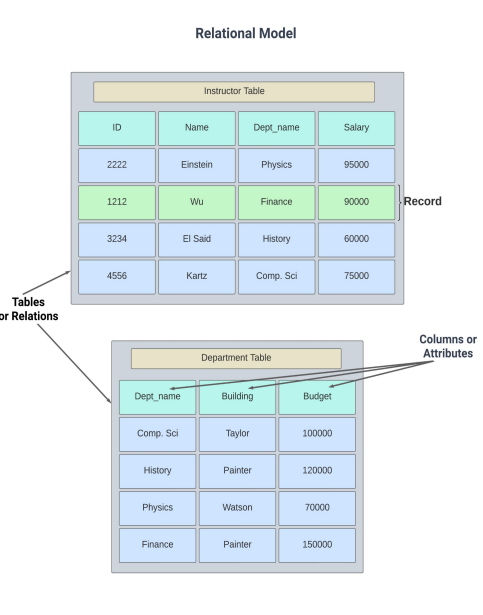 Relational Model
Instructor Table
ID Name Dept_name Salary
2222 Einstein Physics 95000
1212 Wu Finance 90000
Record
3234 El Said History 60000
4556 Kartz Comp. Sci 75000
Tables
or Relations
Columns or
Attributes
Department Table
Dept_name Building Budget
Comp. Sci Taylor 100000
History Painter 120000
Physics Watson 70000
Finance Painter 150000